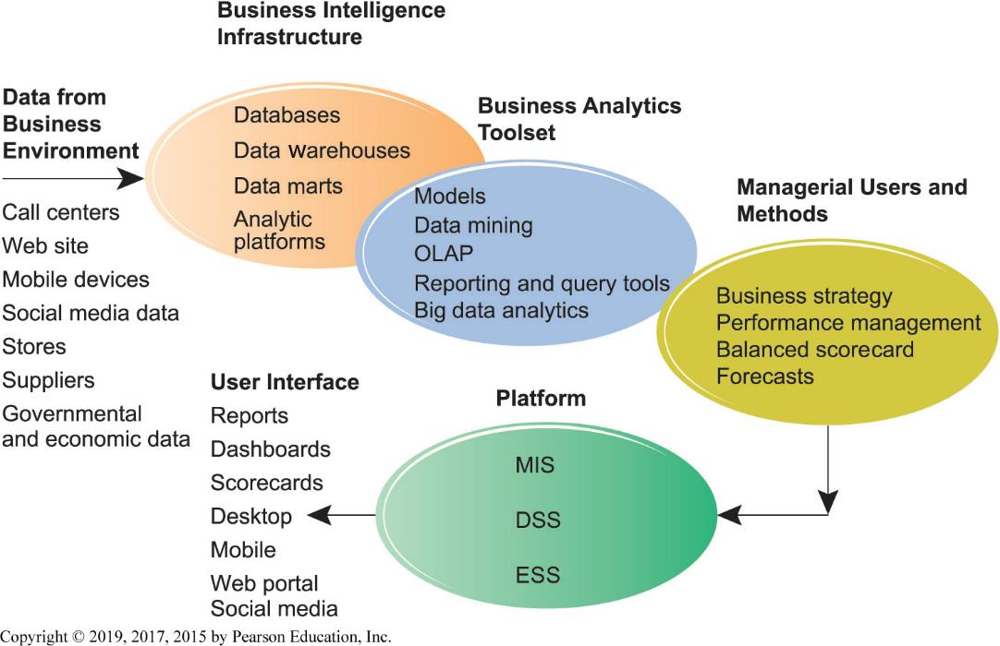 Business Intelligence
Infrastructure
Data from
Business
Environment
Call centers
Web site
Mobile devices
Social media data
Stores
Suppliers
Governmental
and economic data
Databases
Data warehouses
Data marts
Analytic
platforms
Business Analytics
Toolset
Models
Data mining
OLAP
Reporting and query tools
Big data analytics
Managerial Users and
Methods
Business strategy
Performance management
Balanced scorecard
Forecasts
Platform
MIS
DSS
ESS
User Interface
Reports
Dashboards
Scorecards
Desktop
Mobile
Web portal
Social media
Copyright © 2019, 2017, 2015 by Pearson Education, Inc.